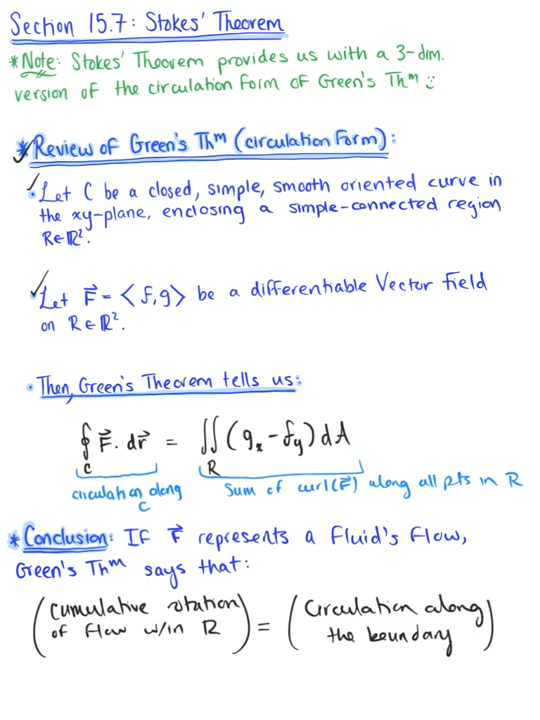 Section 15.7: Stokes' Theorem
*Note: Stokes' Theorem provides us with a 3-dim.
version of the circulation form of Green's Thᵐ :)
*Review of Green's Thᵐ (circulation form):
• Let C be a closed, simple, smooth oriented curve in
the xy-plane, enclosing a simple-connected region
R∈ℝ².
• Let F⃗ = <f,g> be a differentiable Vector Field
on R∈ℝ².
• Then, Green's Theorem tells us:
∮_C F⃗ · dr⃗ = ∬_R (gₓ - f_y) dA
circulation along C
Sum of curl(F⃗) along all pts in R
*Conclusion: If F⃗ represents a Fluid's Flow,
Green's Thᵐ says that:
(cumulative rotation of flow w/in R) = (circulation along the boundary)